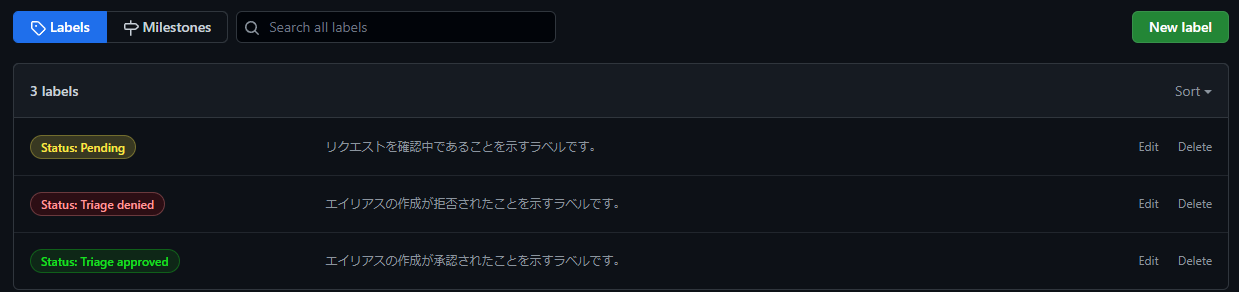 Labels Milestones Search all labels New label
3 labels Sort
Status: Pending リクエストを確認中であることを示すラベルです。 Edit Delete
Status: Triage denied エイリアスの作成が拒否されたことを示すラベルです。 Edit Delete
Status: Triage approved エイリアスの作成が承認されたことを示すラベルです。 Edit Delete